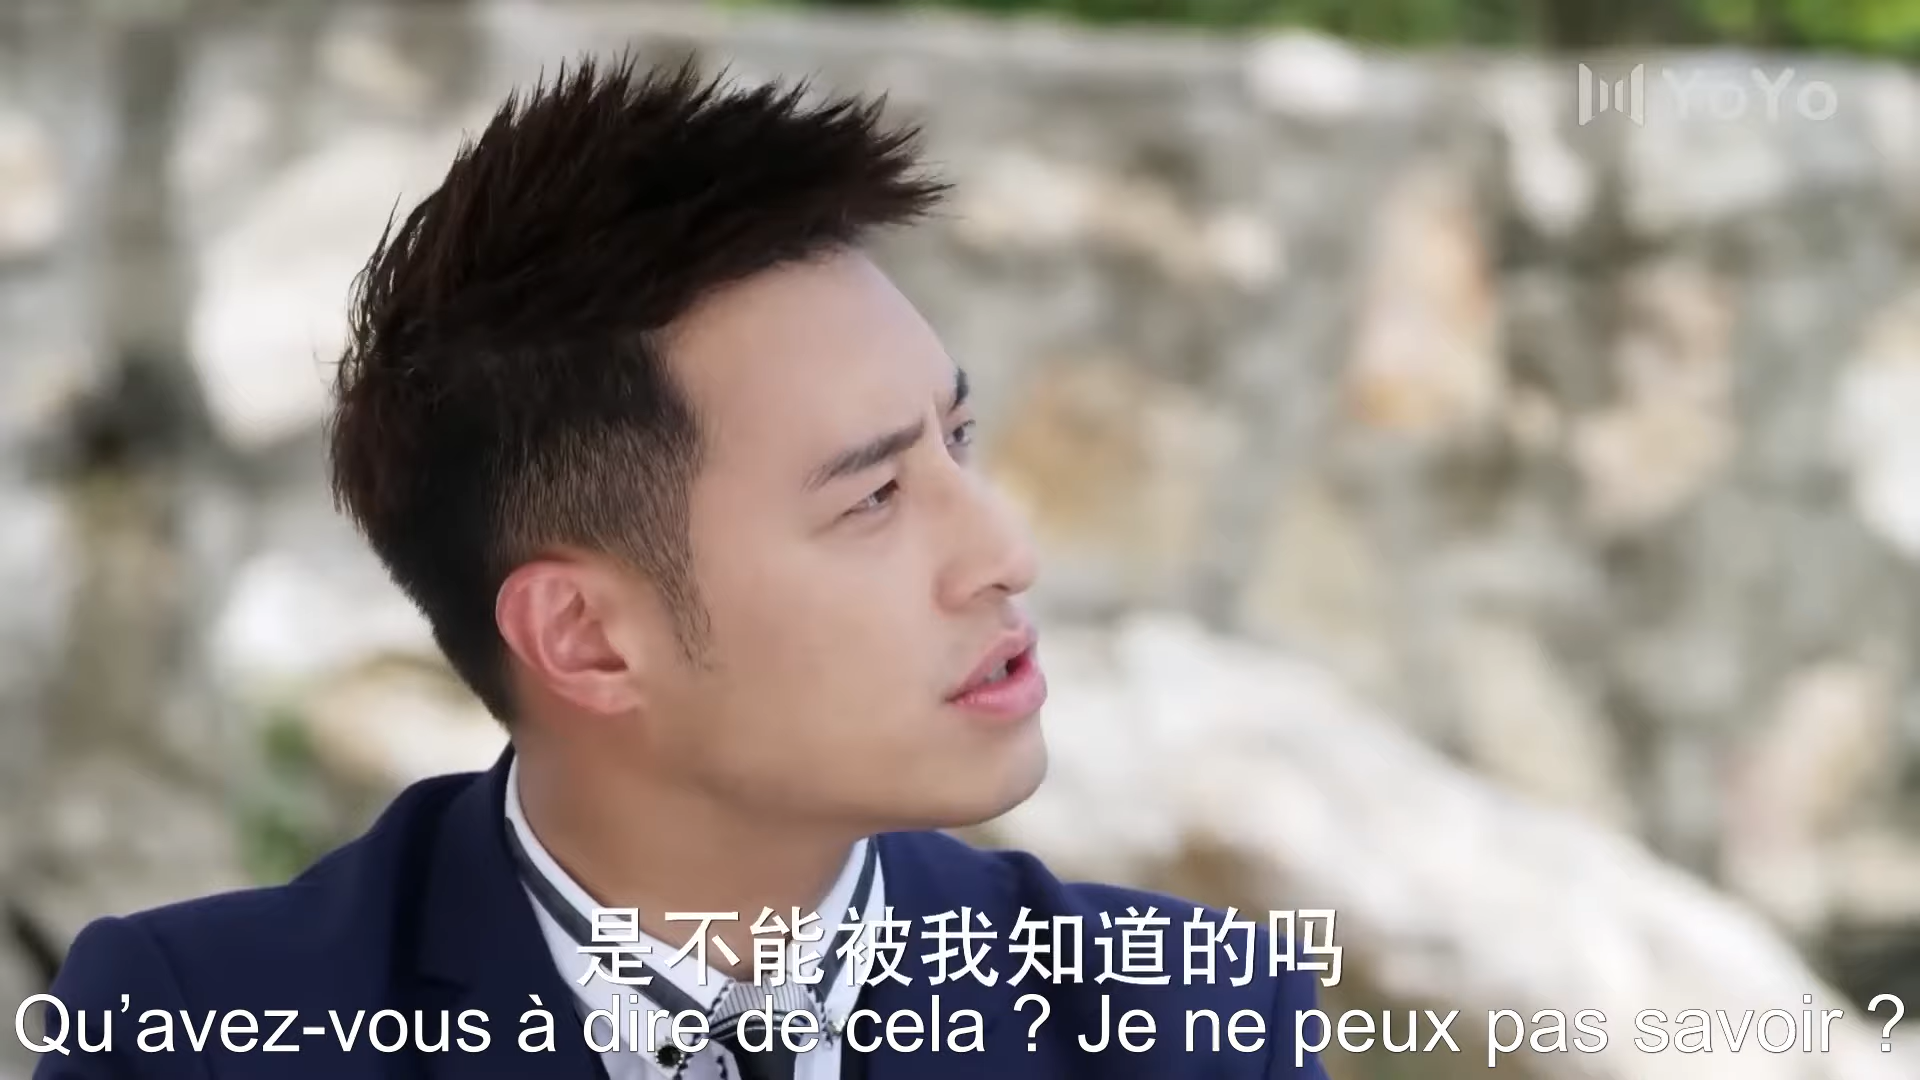 YoYo
是不能被我知道的吗
Qu’avez-vous à dire de cela ? Je ne peux pas savoir ?